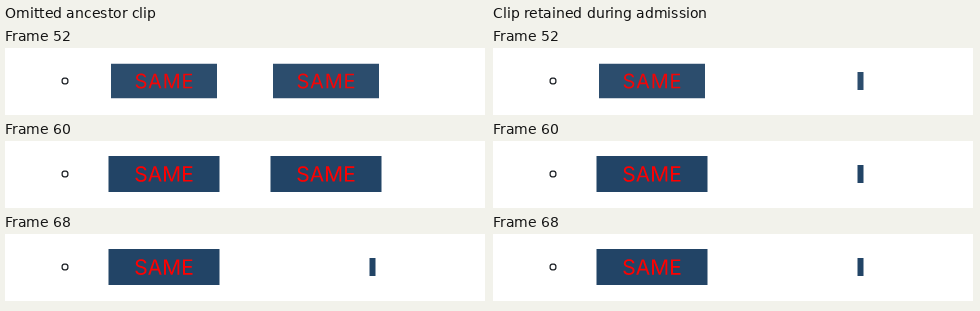 Omitted ancestor clip
Frame 52
SAME SAME
Frame 60
SAME SAME
Frame 68
SAME
Clip retained during admission
Frame 52
SAME
Frame 60
SAME
Frame 68
SAME